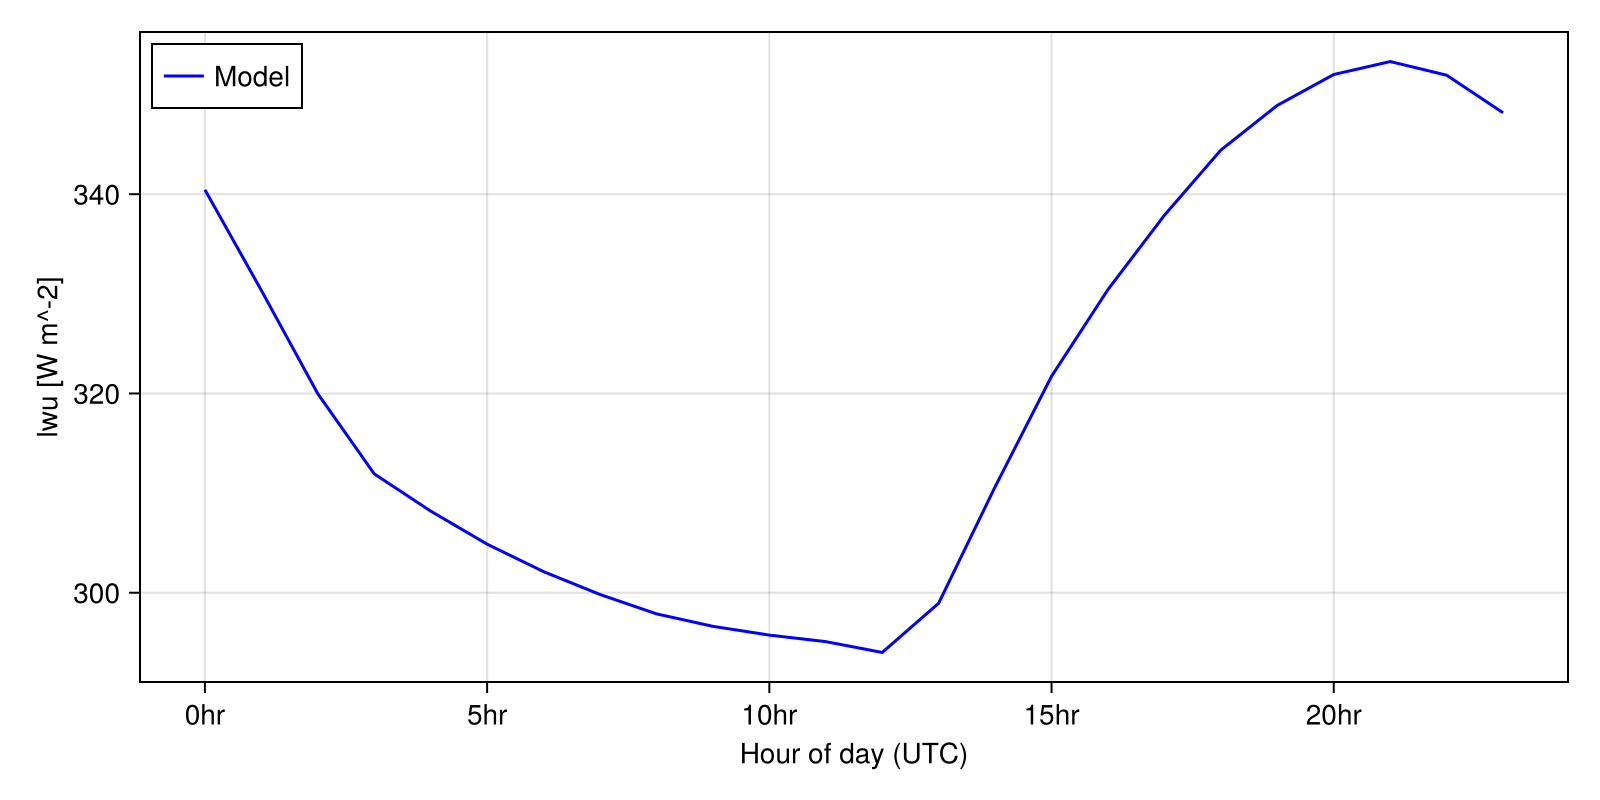 Model
340
320
300
lwu [W m^-2]
0hr 5hr 10hr 15hr 20hr
Hour of day (UTC)